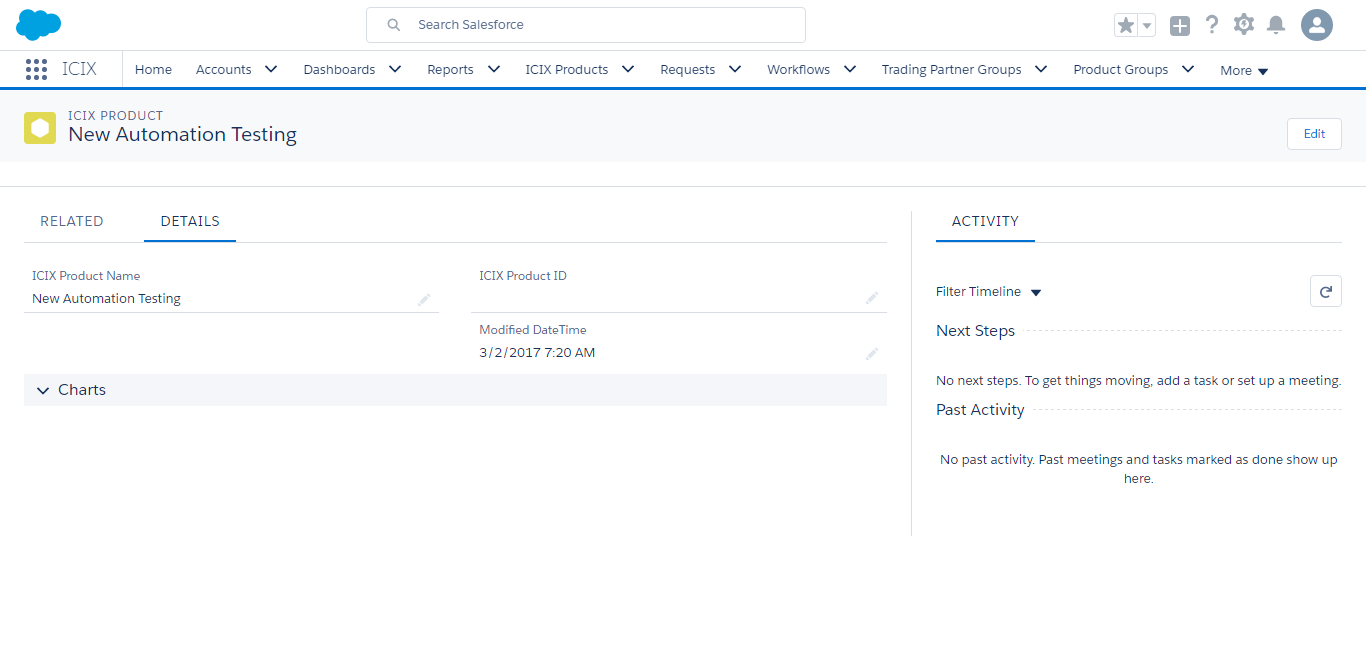 Search Salesforce
ICIX Home Accounts Dashboards Reports ICIX Products Requests Workflows Trading Partner Groups Product Groups More
ICIX PRODUCT
New Automation Testing
Edit
RELATED DETAILS
ICIX Product Name ICIX Product ID
New Automation Testing
Modified DateTime
3/2/2017 7:20 AM
Charts
ACTIVITY
Filter Timeline
Next Steps
No next steps. To get things moving, add a task or set up a meeting.
Past Activity
No past activity. Past meetings and tasks marked as done show up
here.